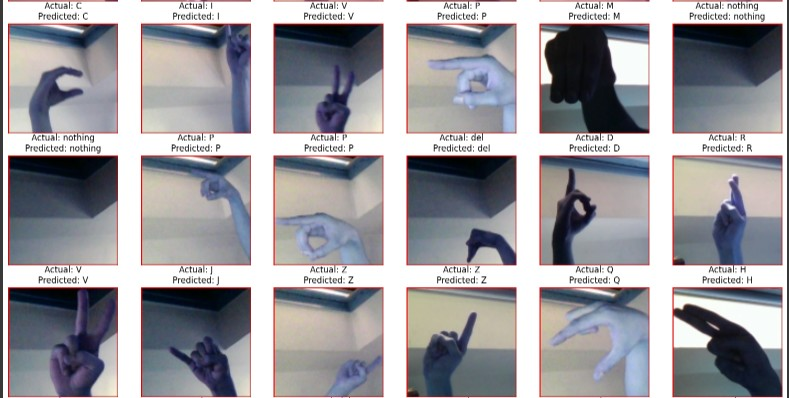 Actual: C
Predicted: C
Actual: I
Predicted: I
Actual: V
Predicted: V
Actual: P
Predicted: P
Actual: M
Predicted: M
Actual: nothing
Predicted: nothing
Actual: nothing
Predicted: nothing
Actual: P
Predicted: P
Actual: P
Predicted: P
Actual: del
Predicted: del
Actual: D
Predicted: D
Actual: R
Predicted: R
Actual: V
Predicted: V
Actual: J
Predicted: J
Actual: Z
Predicted: Z
Actual: Z
Predicted: Z
Actual: Q
Predicted: Q
Actual: H
Predicted: H